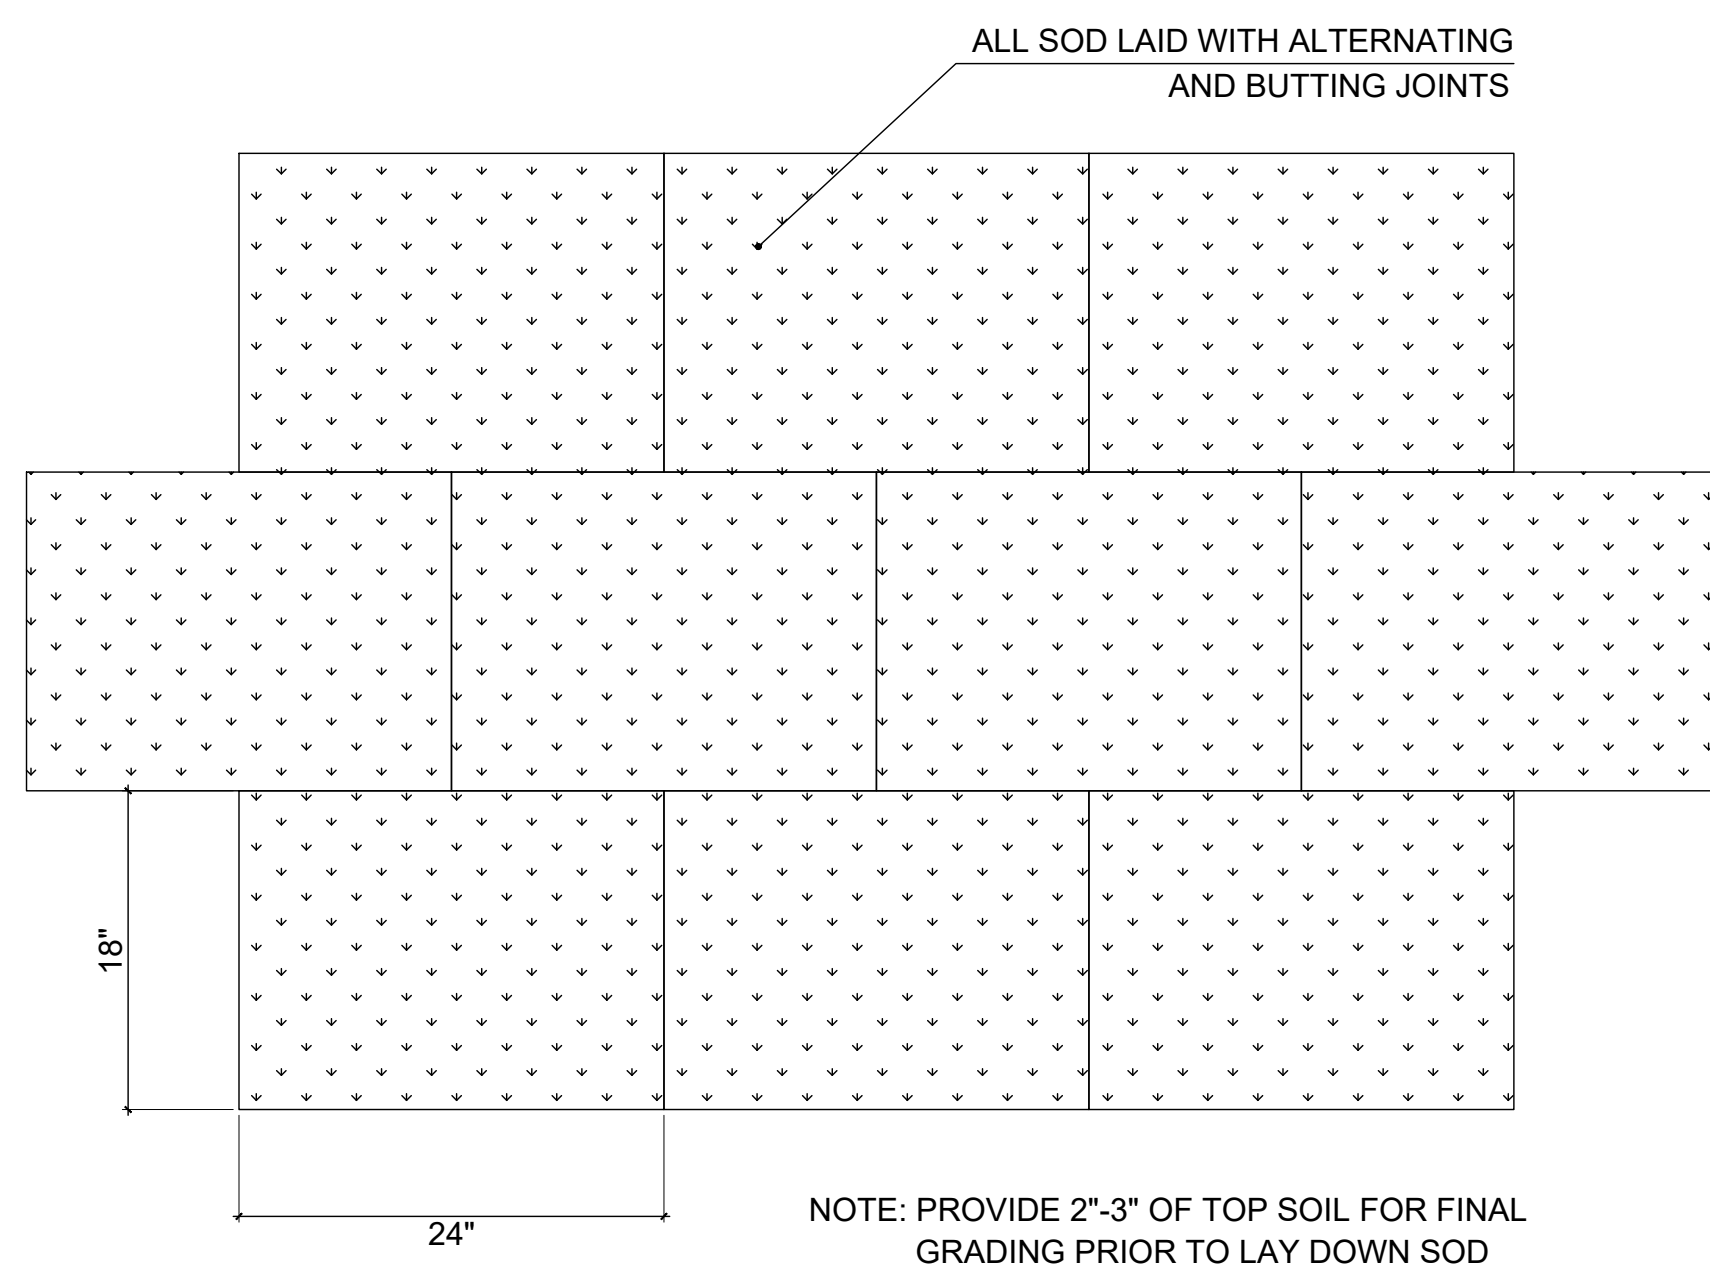 ALL SOD LAID WITH ALTERNATING
AND BUTTING JOINTS
18"
24"
NOTE: PROVIDE 2"-3" OF TOP SOIL FOR FINAL
GRADING PRIOR TO LAY DOWN SOD